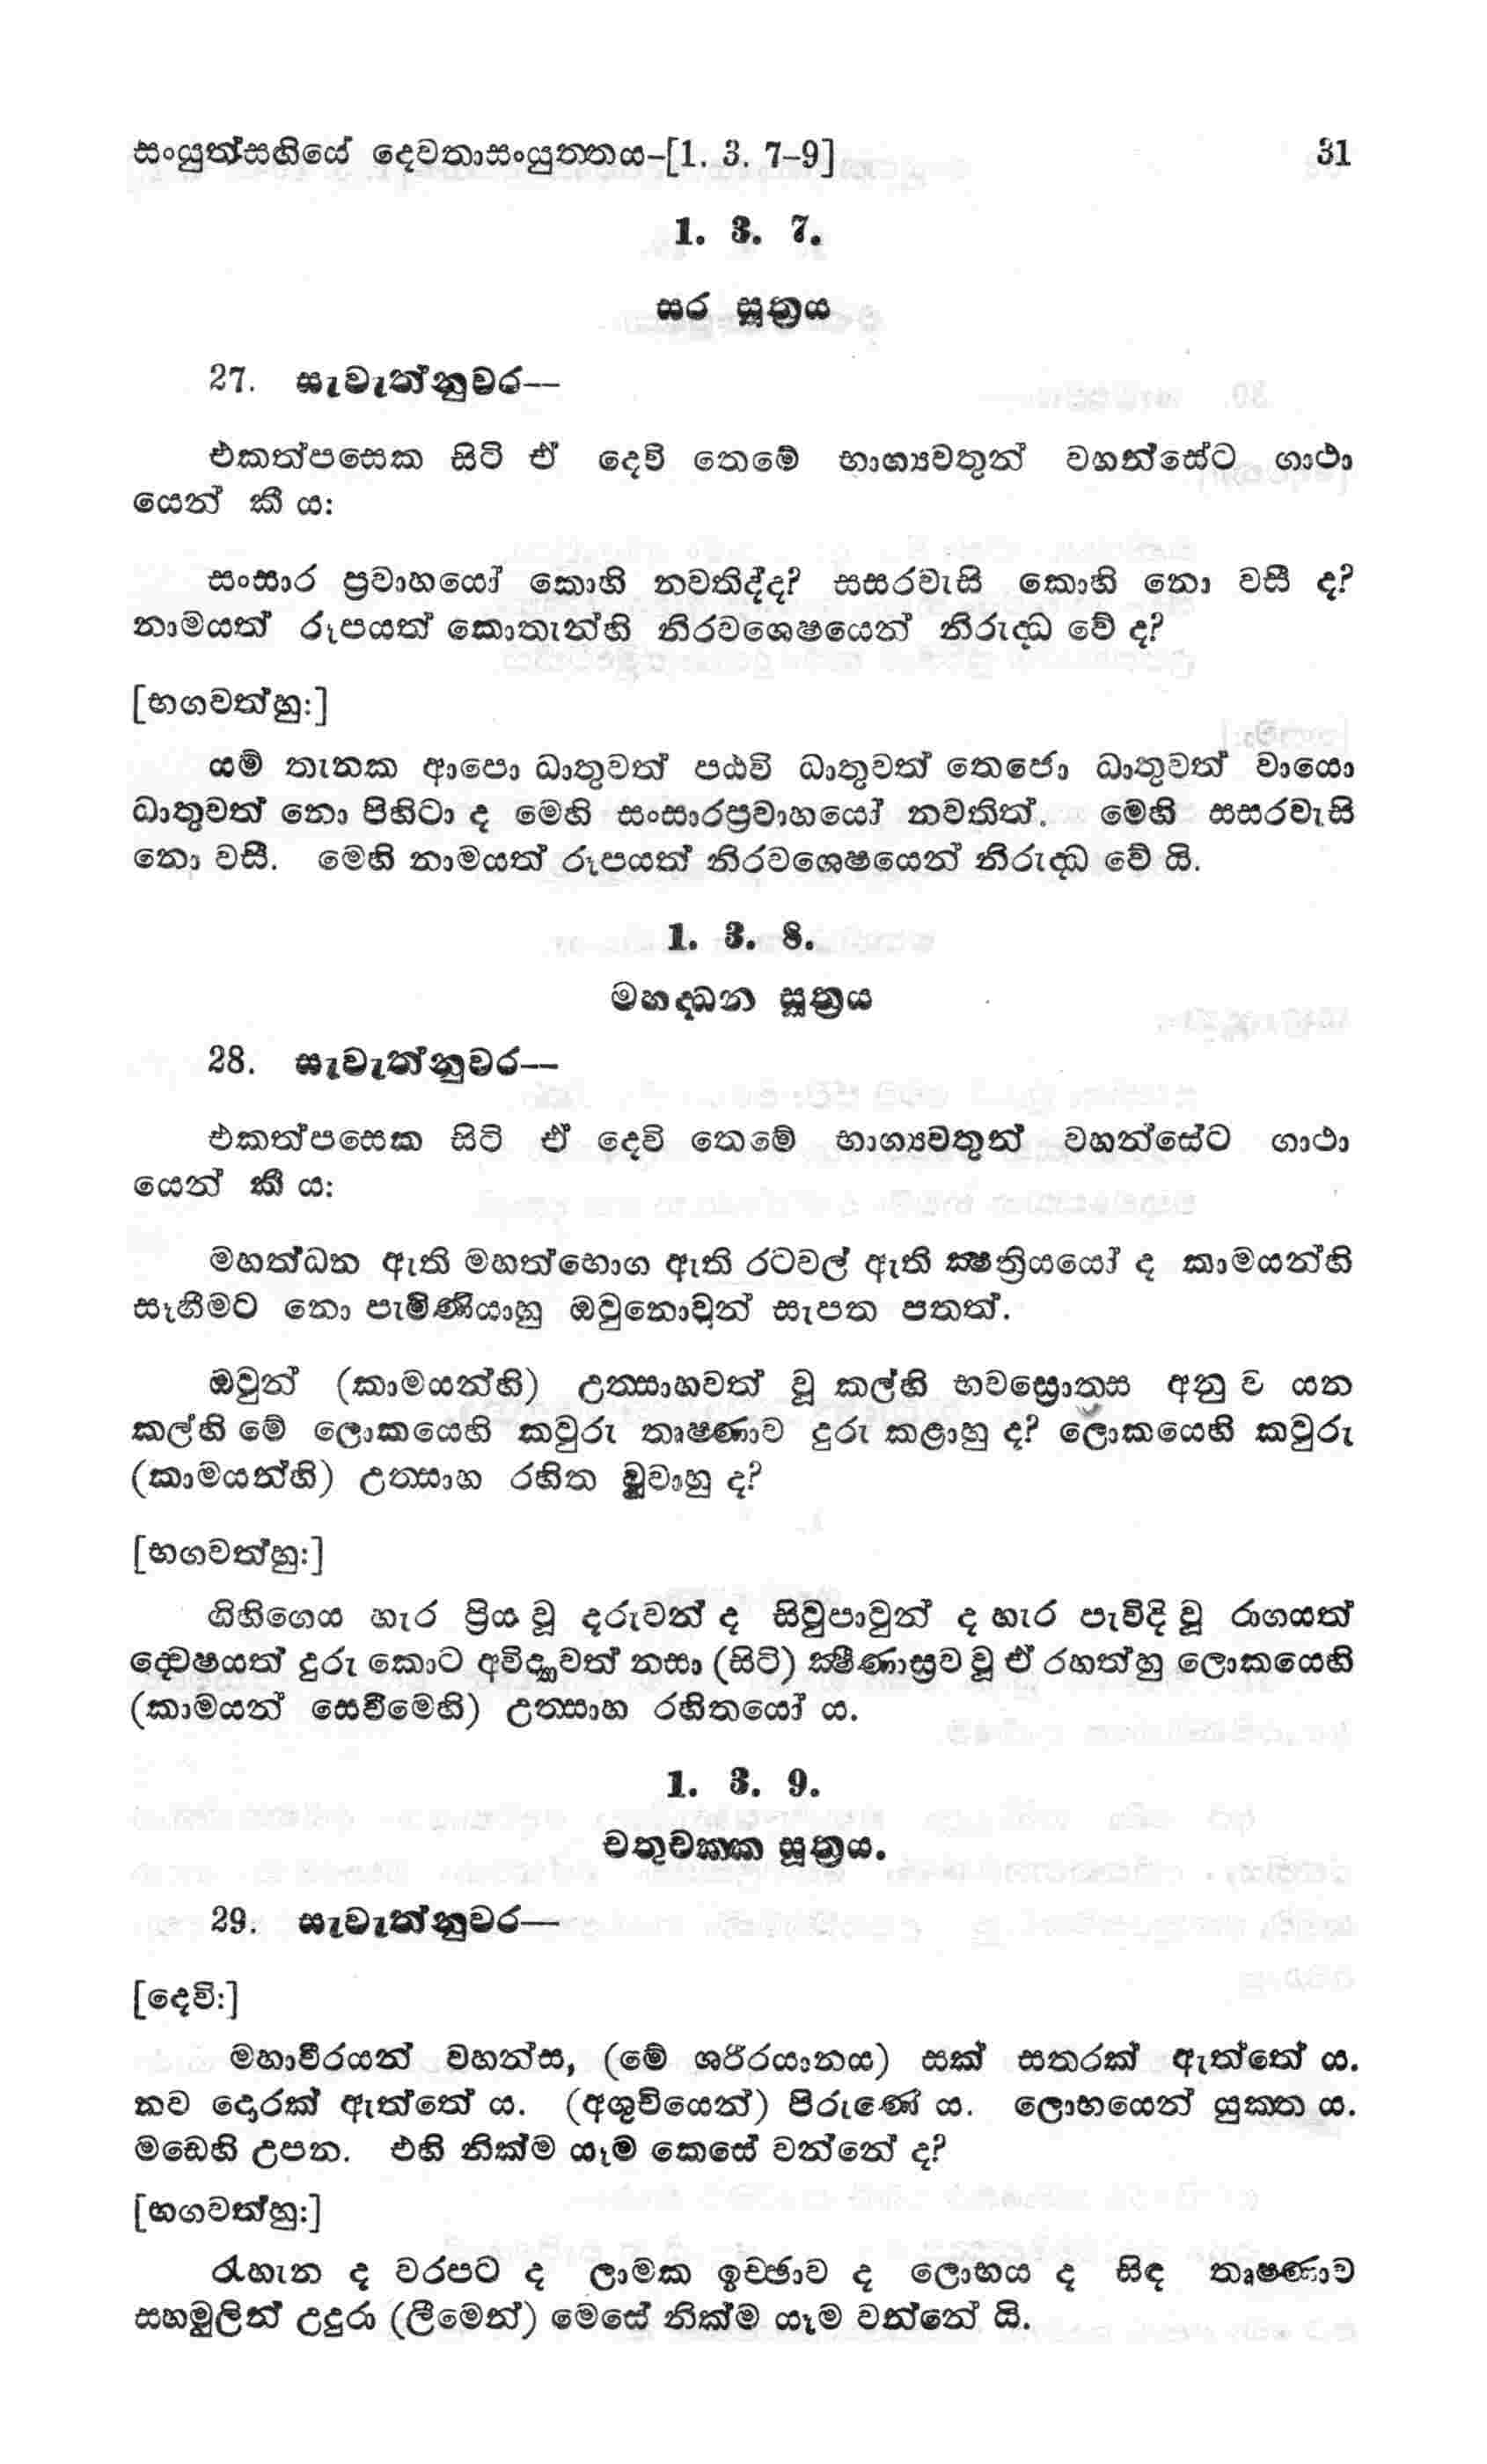 සංයුත්සඟියේ දෙවතාසංයුත්තය–[1. 3. 7–9] 31
1. 3. 7.
සර සූත්‍රය
27. සැවැත්නුවර—
එකත්පසෙක සිටි ඒ දෙව් තෙමේ භාග්‍යවතුන් වහන්සේට ගාථා
යෙන් කී ය:
සංසාර ප්‍රවාහයෝ කොහි නවතිද්ද? සසරවැසි කොහි නො වසී ද?
නාමයත් රූපයත් කොතැන්හි නිරවශෙෂයෙන් නිරුද්ධ වේ ද?
[භගවත්හු:]
යම් තැනක ආපො ධාතුවත් පඨවි ධාතුවත් තෙජො ධාතුවත් වායො
ධාතුවත් නො පිහිටා ද මෙහි සංසාරප්‍රවාහයෝ නවතිත්. මෙහි සසරවැසි
නො වසී. මෙහි නාමයත් රූපයත් නිරවශෙෂයෙන් නිරුද්ධ වේ යි.
1. 3. 8.
මහද්ධන සූත්‍රය
28. සැවැත්නුවර—
එකත්පසෙක සිටි ඒ දෙව් තෙමේ භාග්‍යවතුන් වහන්සේට ගාථා
යෙන් කී ය:
මහත්ධන ඇති මහත්භොග ඇති රටවල් ඇති ක්‍ෂත්‍රියයෝ ද කාමයන්හි
සෑහීමට නො පැමිණියාහු ඔවුනොවුන් සැපත පතත්.
ඔවුන් (කාමයන්හි) උත්සාහවත් වූ කල්හි භවස්‍රොතස අනු ව යන
කල්හි මේ ලොකයෙහි කවුරු තෘෂ්ණාව දුරු කළාහු ද? ලොකයෙහි කවුරු
(කාමයන්හි) උත්සාහ රහිත වූවාහු ද?
[භගවත්හු:]
ගිහිගෙය හැර ප්‍රිය වූ දරුවන් ද සිවුපාවුන් ද හැර පැවිදි වූ රාගයත්
ද්වෙෂයත් දුරු කොට අවිද්‍යාවත් නසා (සිටි) ක්‍ෂීණාස්‍රව වූ ඒ රහත්හු ලොකයෙහි
(කාමයන් සෙවීමෙහි) උත්සාහ රහිතයෝ ය.
1. 3. 9.
චතුචක්ක සූත්‍රය.
29. සැවැත්නුවර—
[දෙව්:]
මහාවීරයන් වහන්ස, (මේ ශරීරයානය) සක් සතරක් ඇත්තේ ය.
නව දොරක් ඇත්තේ ය. (අශුචියෙන්) පිරුණේ ය. ලොභයෙන් යුක්ත ය.
මඩෙහි උපන. එහි නික්ම යෑම කෙසේ වන්නේ ද?
[භගවත්හු:]
රැහැන ද වරපට ද ලාමක ඉච්ඡාව ද ලොභය ද සිඳ තෘෂ්ණාව
සහමුලින් උදුරා (ලීමෙන්) මෙසේ නික්ම යෑම වන්නේ යි.